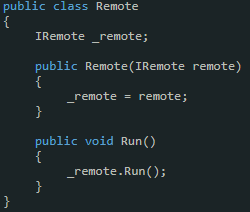 public class Remote
{
    IRemote _remote;

    public Remote(IRemote remote)
    {
        _remote = remote;
    }

    public void Run()
    {
        _remote.Run();
    }
}